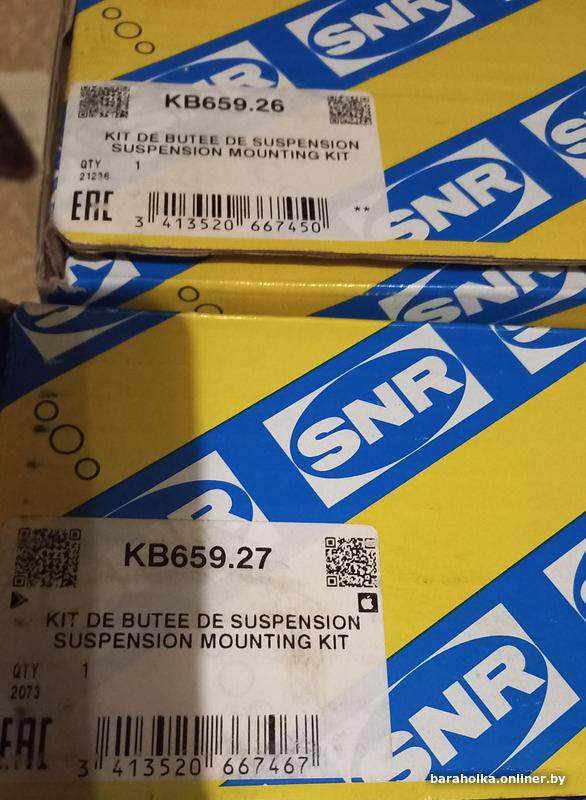 SNR
KB659.26
KIT DE BUTEE DE SUSPENSION
SUSPENSION MOUNTING KIT
QTY 1
21236
EAC
3 413520 667450
**
SNR
SNR
SNR
KB659.27
KIT DE BUTEE DE SUSPENSION
SUSPENSION MOUNTING KIT
QTY 1
2073
EAC
3 413520 667467
SNR
baraholka.onliner.by